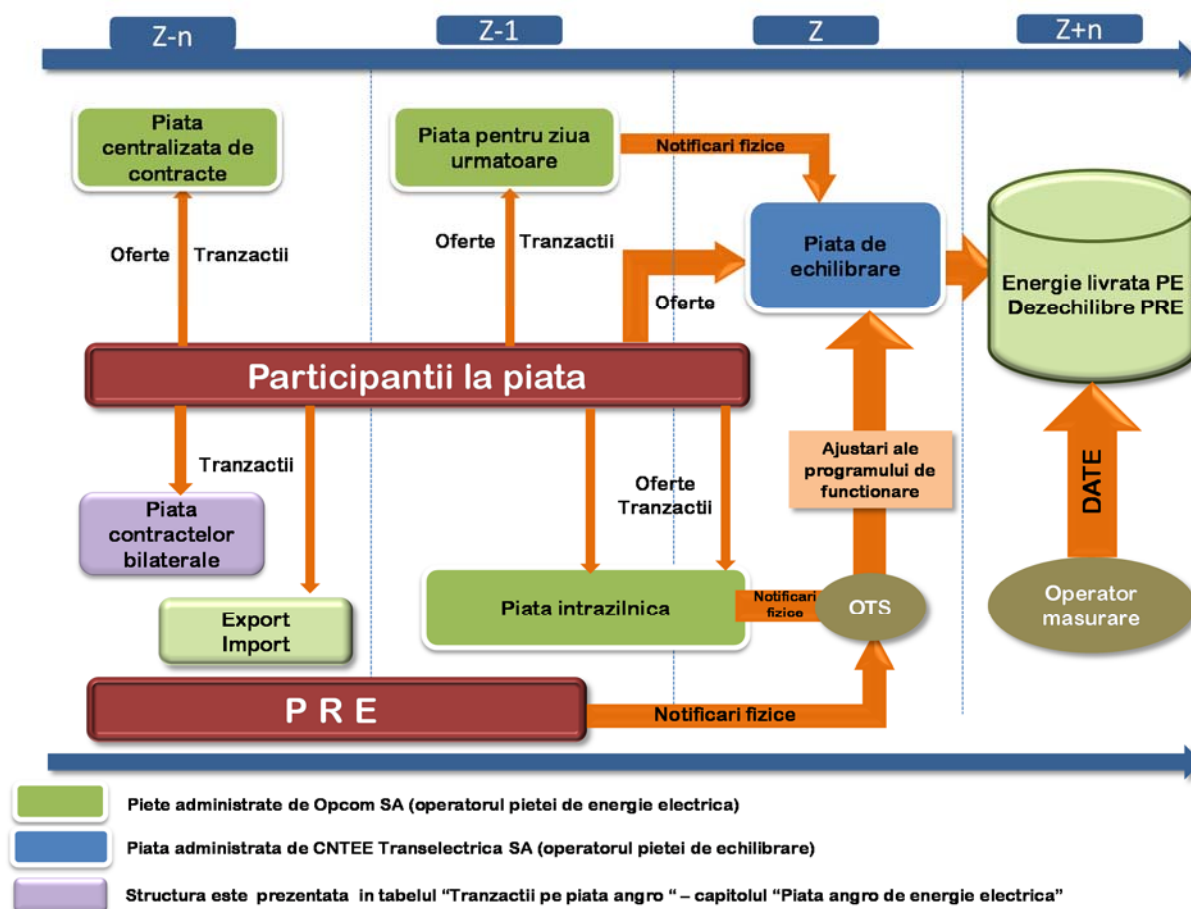 Z-n
Z-1
Z
Z+n
Piata
centralizata de
contracte
Piata pentru ziua
urmatoare
Notificari fizice
Oferte
Tranzactii
Oferte
Tranzactii
Piata de
echilibrare
Oferte
Energie livrata PE
Dezechilibre PRE
Participantii la piata
Tranzactii
Oferte
Tranzactii
Ajustari ale
programului de
functionare
DATE
Piata
contractelor
bilaterale
Piata intrazilnica
Notificari
fizice
OTS
Operator
masurare
Export
Import
P R E
Notificari fizice
Piete administrate de Opcom SA (operatorul pietei de energie electrica)
Piata administrata de CNTEE Transelectrica SA (operatorul pietei de echilibrare)
Structura este prezentata in tabelul “Tranzactii pe piata angro “ – capitolul “Piata angro de energie electrica”